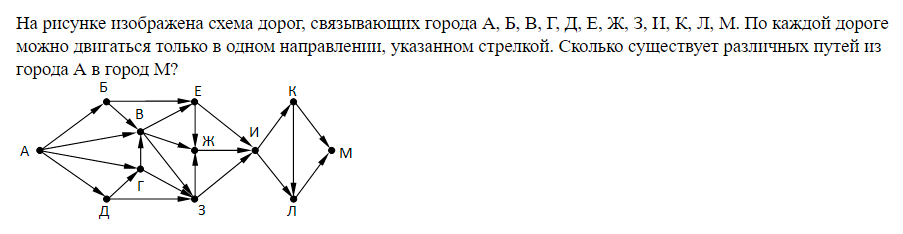 На рисунке изображена схема дорог, связывающих города А, Б, В, Г, Д, Е, Ж, З, И, К, Л, М. По каждой дороге
можно двигаться только в одном направлении, указанном стрелкой. Сколько существует различных путей из
города А в город М?
Б
Е
К
В
Ж
И
А
М
Г
Д
З
Л